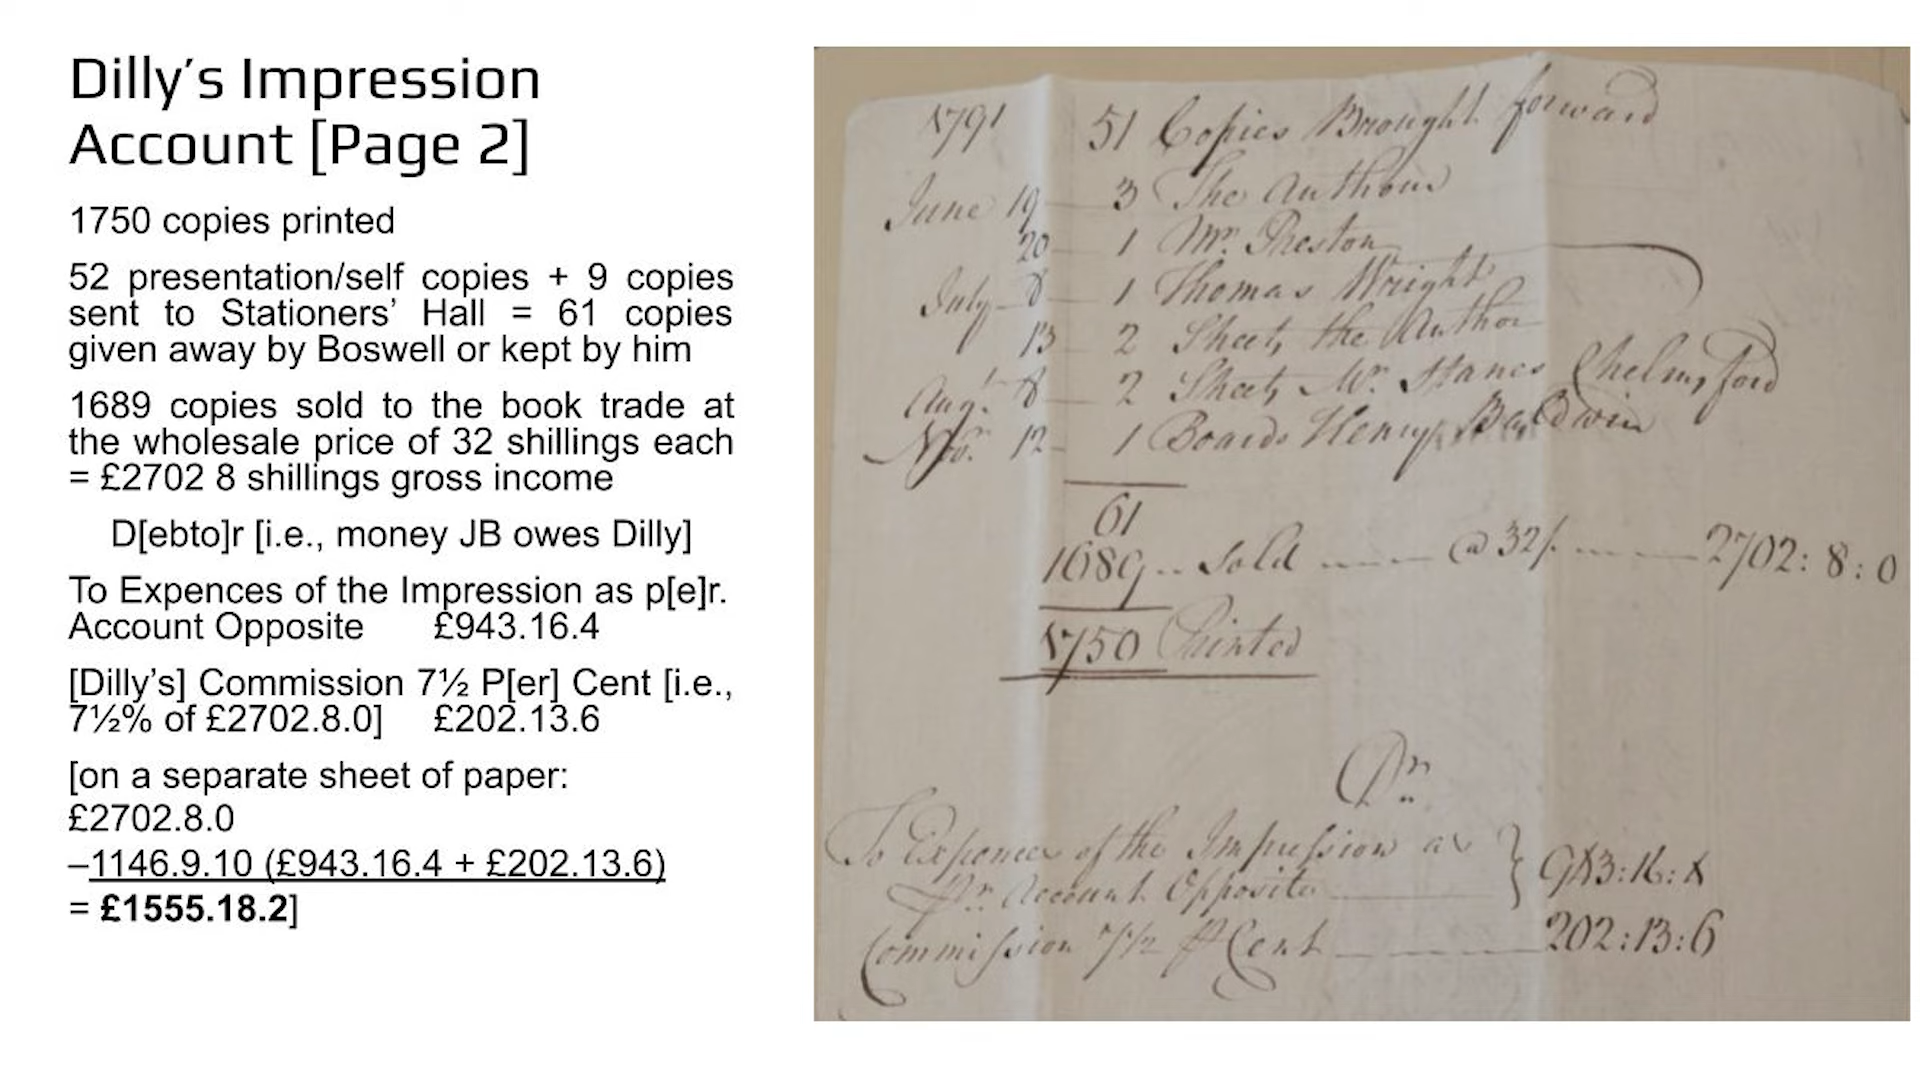 Dilly’s Impression
Account [Page 2]
1750 copies printed
52 presentation/self copies + 9 copies
sent to Stationers’ Hall = 61 copies
given away by Boswell or kept by him
1689 copies sold to the book trade at
the wholesale price of 32 shillings each
= £2702 8 shillings gross income
D[ebto]r [i.e., money JB owes Dilly]
To Expences of the Impression as p[e]r.
Account Opposite £943.16.4
[Dilly’s] Commission 7½ P[er] Cent [i.e.,
7½% of £2702.8.0] £202.13.6
[on a separate sheet of paper:
£2702.8.0
–1146.9.10 (£943.16.4 + £202.13.6)
= £1555.18.2]
1791 51 Copies Brought forward
June 19 3 The Authour
20 1 Mr. Preston
July 8 1 Thomas Wright
13 2 Sheets the Author
Augt. 8 2 Sheets Mr. Stanes Chelmsford
Novr. 12 1 Boards Henry Baldwin
61
1689 .. Sold @ 32/. 2702: 8: 0
1750 Printed
Dr
To Expences of the Impression as } 943:16:4
Pr. Account Opposite
Commission 7½ P Cent 202:13:6